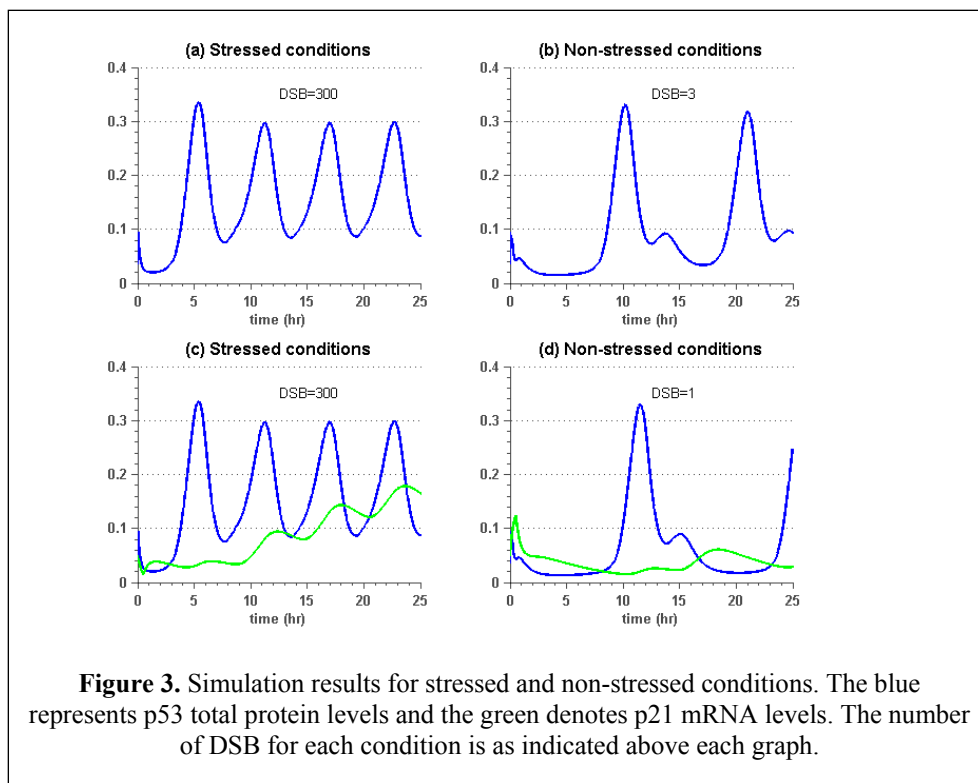 (a) Stressed conditions
0.4
DSB=300
0.3
0.2
0.1
0
0 5 10 15 20 25
time (hr)
(b) Non-stressed conditions
0.4
DSB=3
0.3
0.2
0.1
0
0 5 10 15 20 25
time (hr)
(c) Stressed conditions
0.4
DSB=300
0.3
0.2
0.1
0
0 5 10 15 20 25
time (hr)
(d) Non-stressed conditions
0.4
DSB=1
0.3
0.2
0.1
0
0 5 10 15 20 25
time (hr)
Figure 3. Simulation results for stressed and non-stressed conditions. The blue
represents p53 total protein levels and the green denotes p21 mRNA levels. The number
of DSB for each condition is as indicated above each graph.